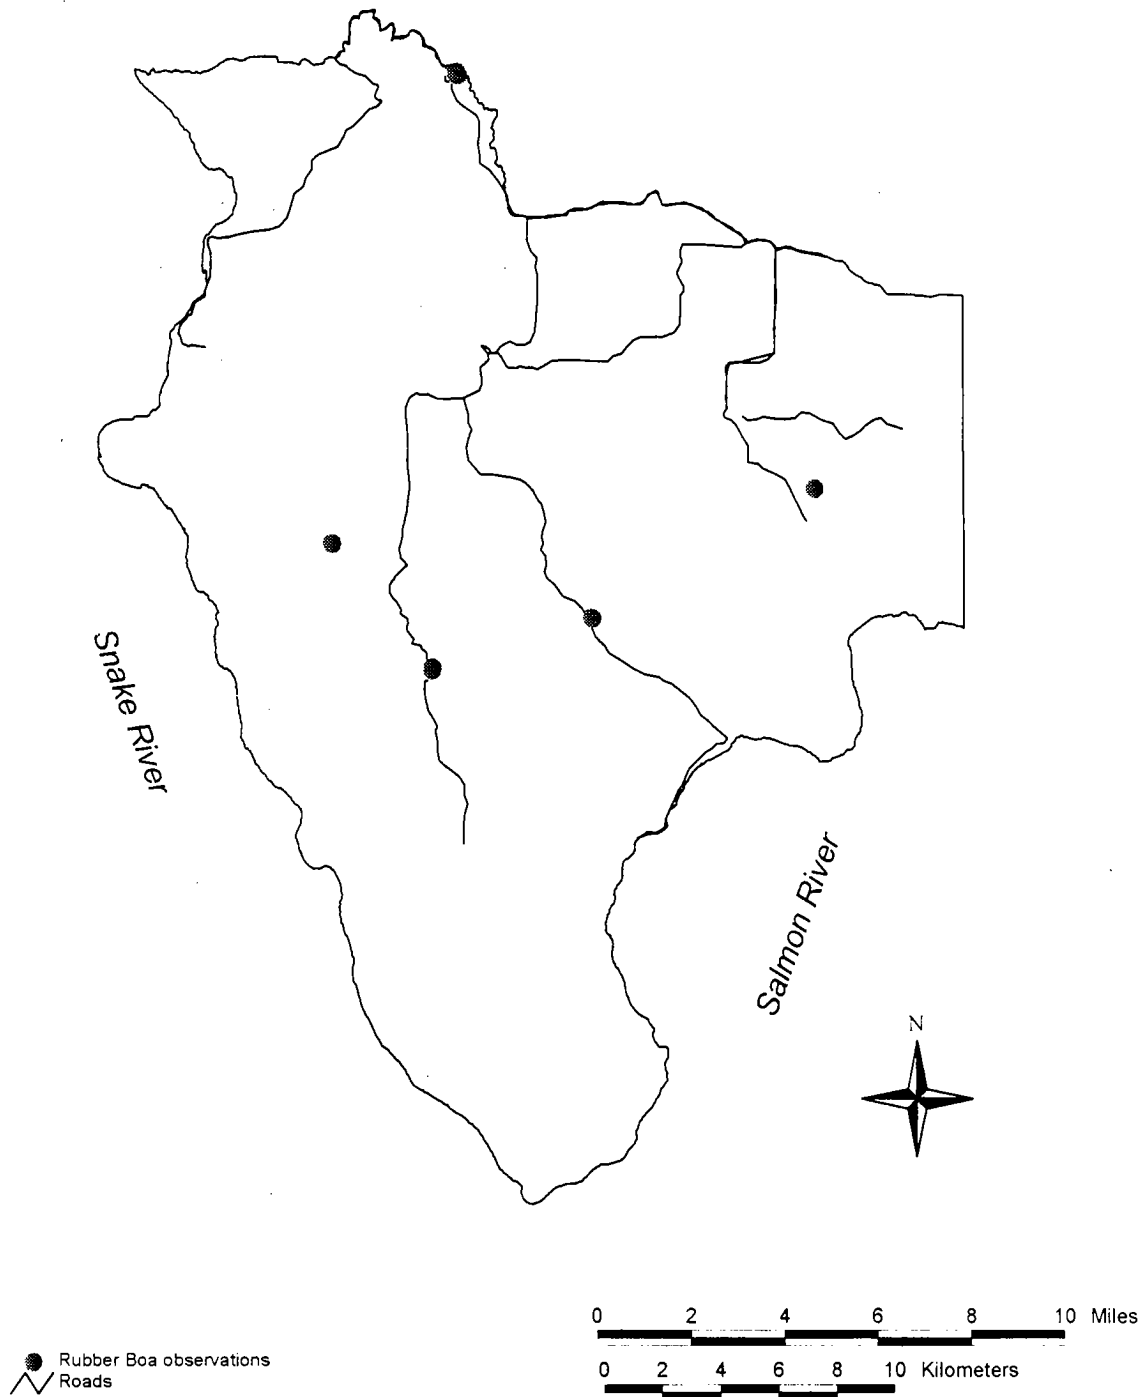 Snake River
Salmon River
N
0 2 4 6 8 10 Miles
0 2 4 6 8 10 Kilometers
Rubber Boa observations
Roads